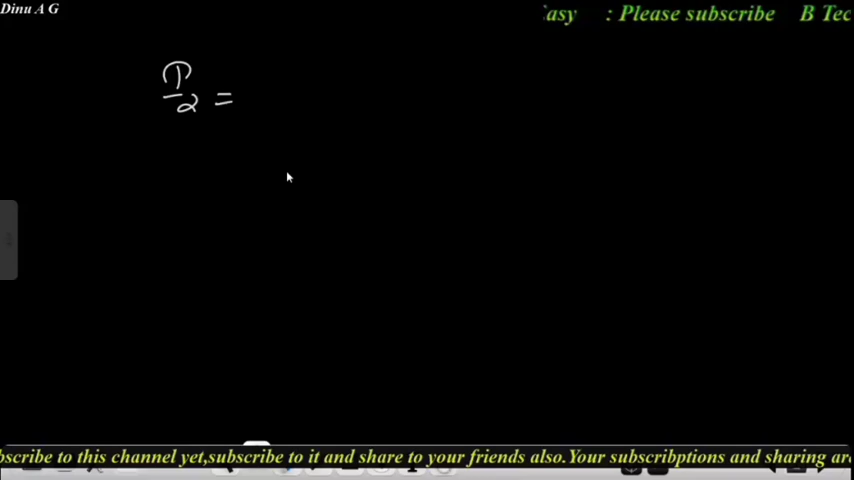 Dinu A G
asy : Please subscribe B Tec
π/2 =
bscribe to this channel yet,subscribe to it and share to your friends also.Your subscribptions and sharing are